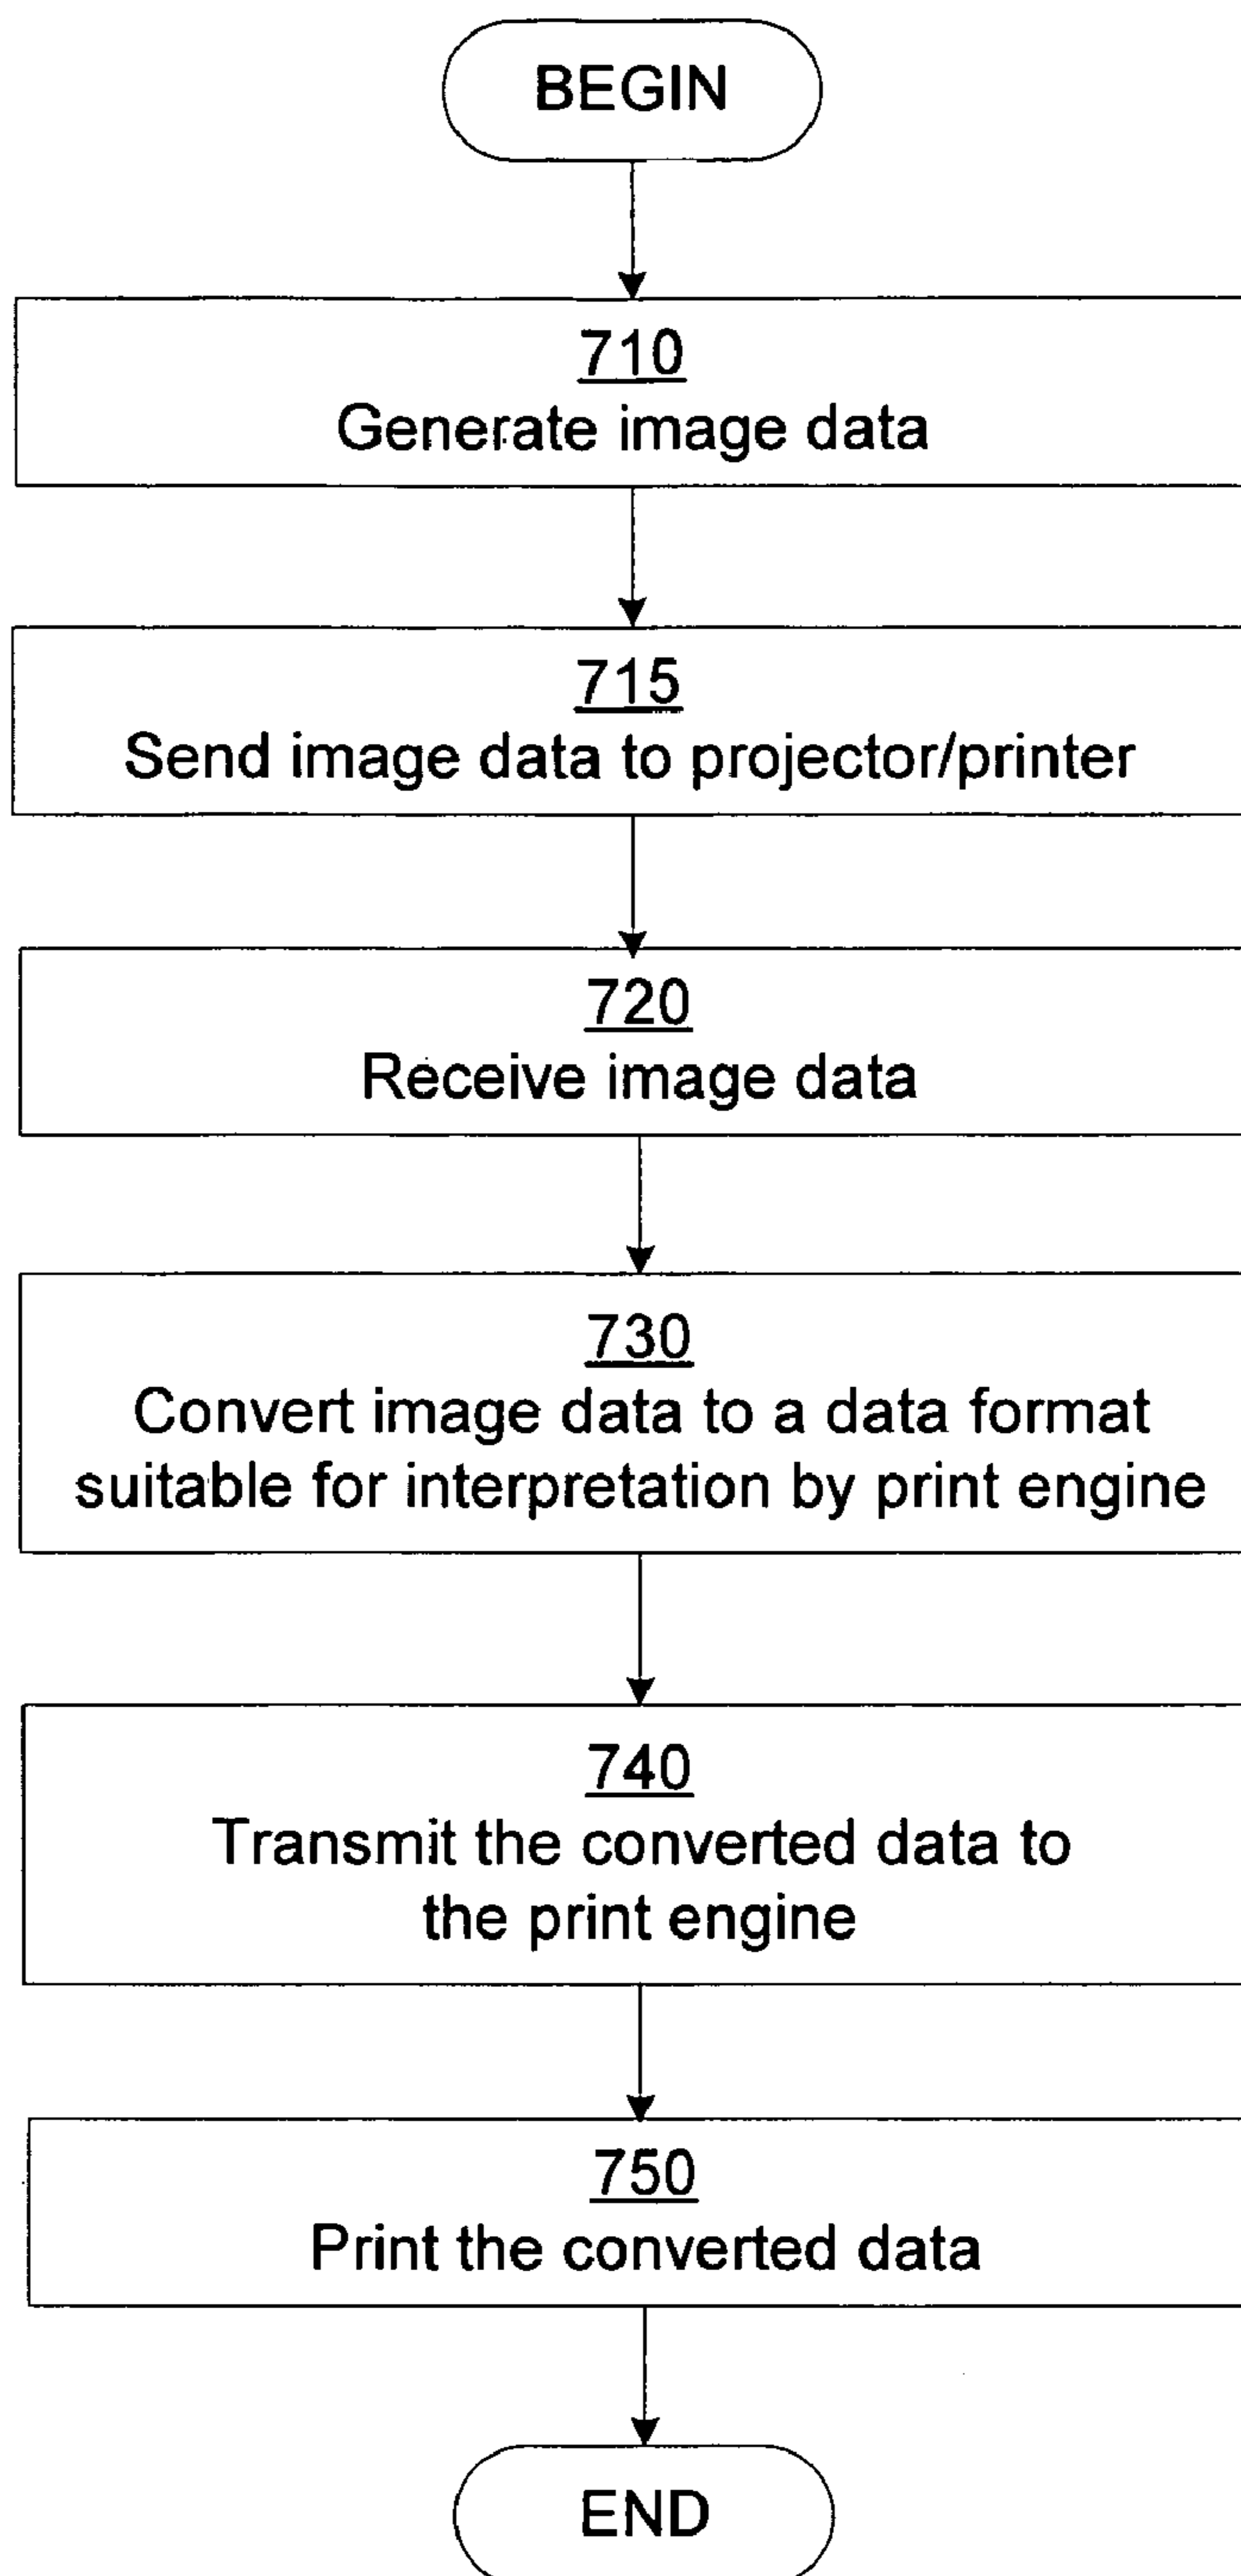 BEGIN
710
Generate image data
715
Send image data to projector/printer
720
Receive image data
730
Convert image data to a data format
suitable for interpretation by print engine
740
Transmit the converted data to
the print engine
750
Print the converted data
END